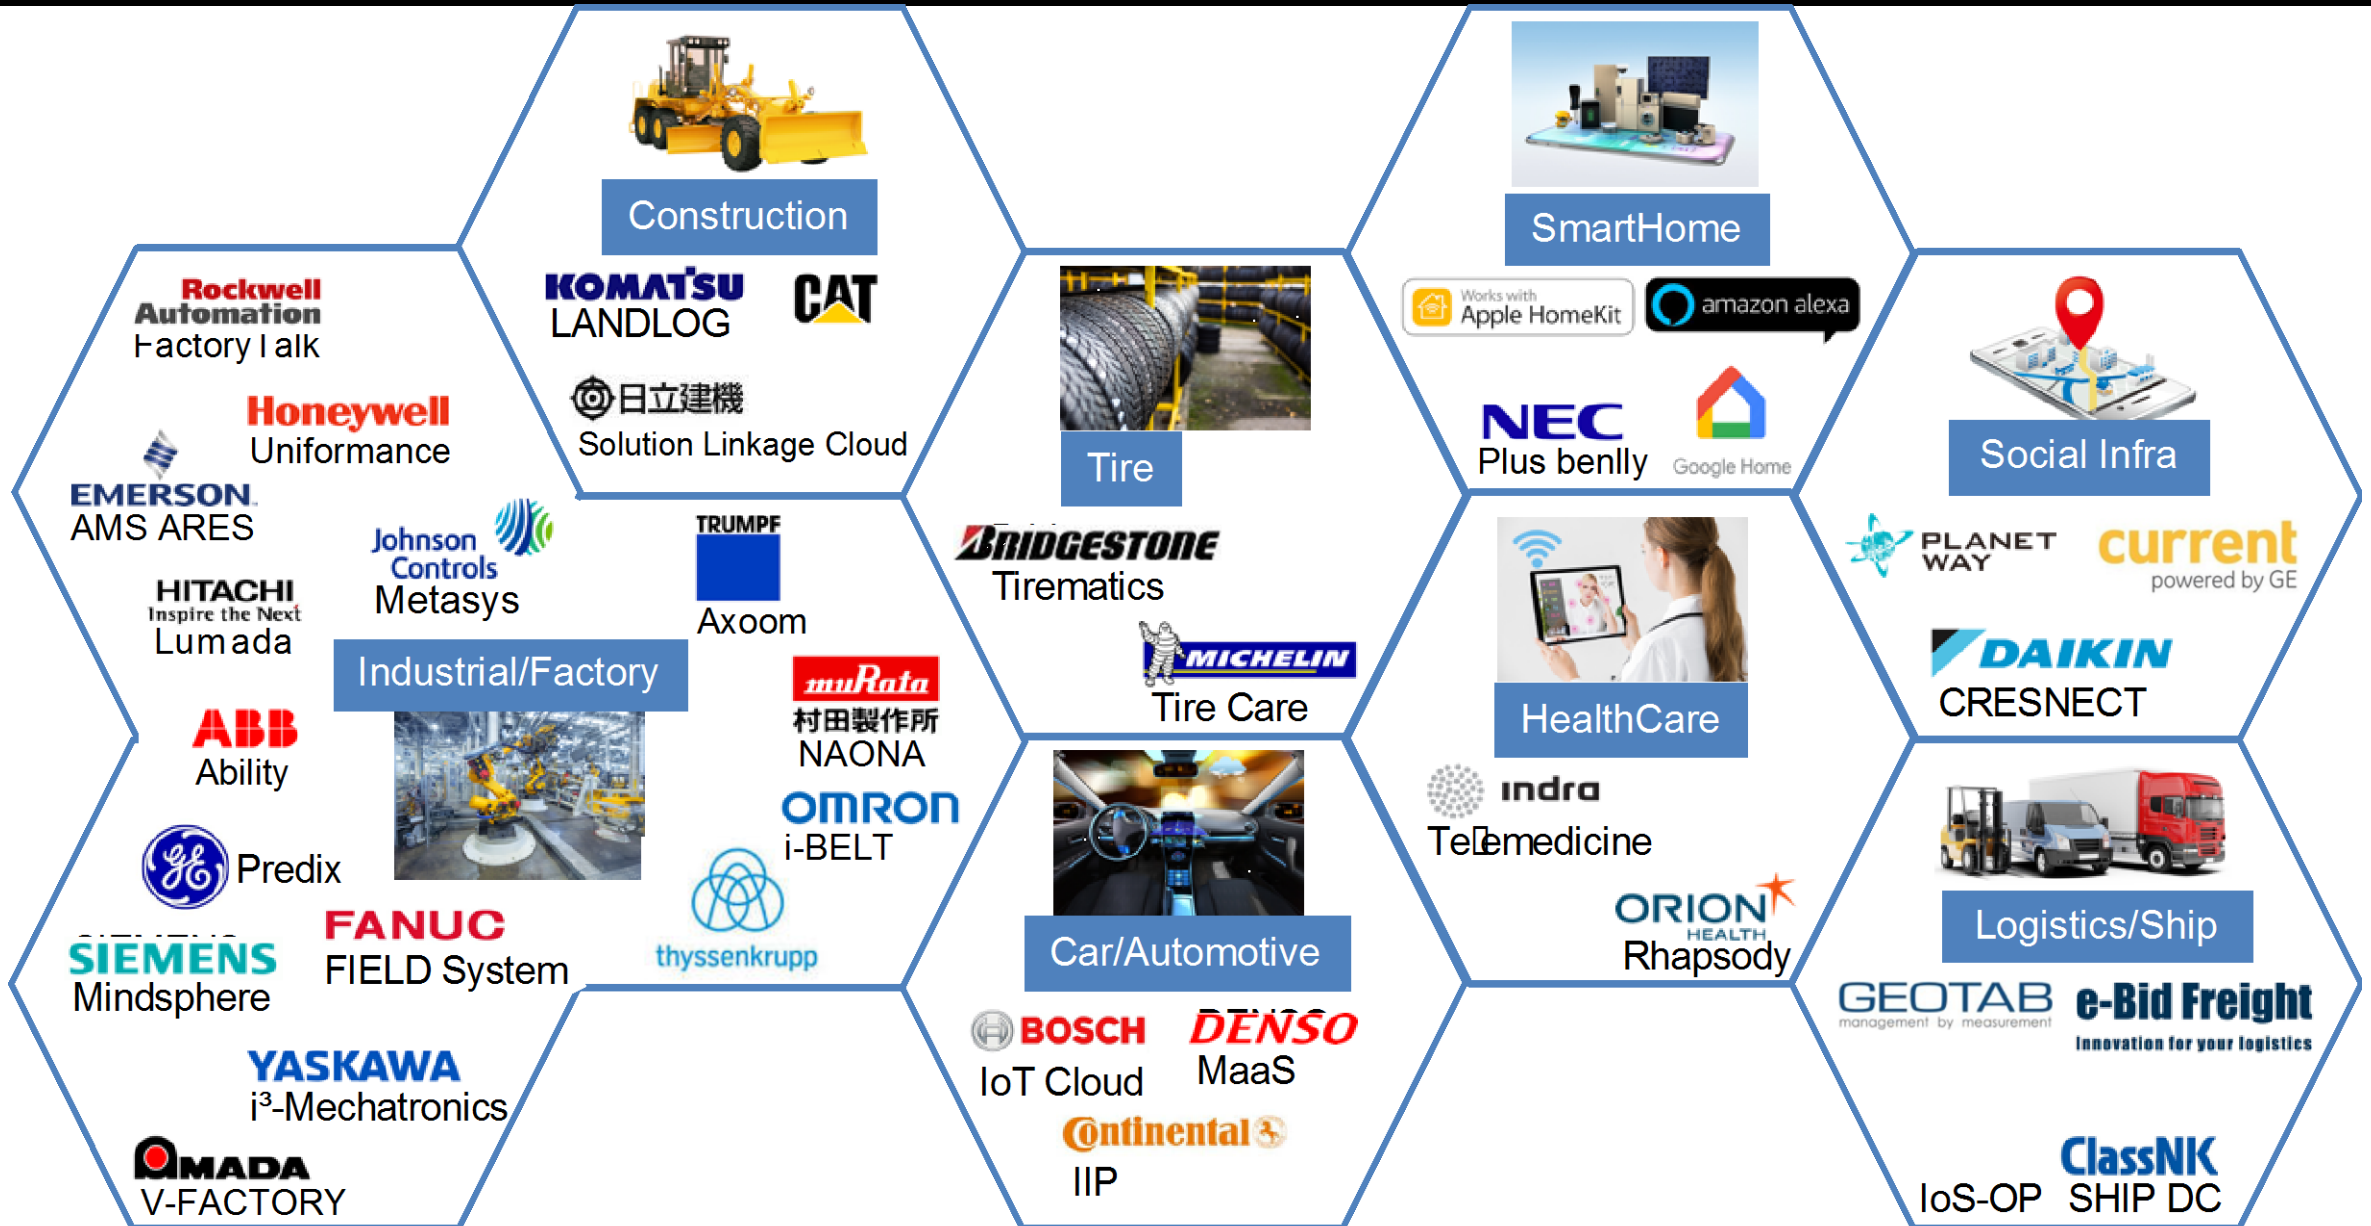 Construction
KOMATSU
LANDLOG
CAT
日立建機
Solution Linkage Cloud
SmartHome
Works with
Apple HomeKit
amazon alexa
NEC
Plus benlly
Google Home
Rockwell
Automation
FactoryTalk
Honeywell
Uniformance
EMERSON
AMS ARES
Johnson
Controls
Metasys
TRUMPF
Axoom
HITACHI
Inspire the Next
Lumada
Industrial/Factory
muRata
村田製作所
NAONA
ABB
Ability
OMRON
i-BELT
GE
Predix
thyssenkrupp
FANUC
FIELD System
SIEMENS
Mindsphere
YASKAWA
i³-Mechatronics
AMADA
V-FACTORY
Tire
BRIDGESTONE
Tirematics
MICHELIN
Tire Care
Social Infra
PLANET
WAY
current
powered by GE
DAIKIN
CRESNECT
HealthCare
indra
Telemedicine
ORION
HEALTH
Rhapsody
Car/Automotive
BOSCH
IoT Cloud
DENSO
MaaS
Continental
IIP
Logistics/Ship
GEOTAB
management by measurement
e-Bid Freight
Innovation for your logistics
ClassNK
IoS-OP SHIP DC